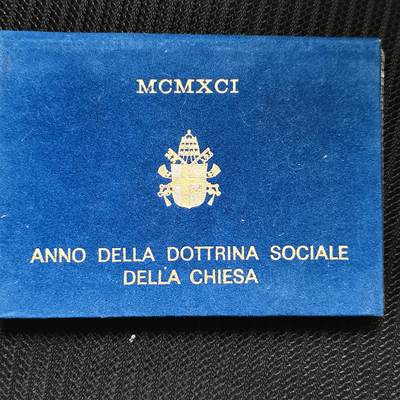 MCMXCI
ANNO DELLA DOTTRINA SOCIALE
DELLA CHIESA